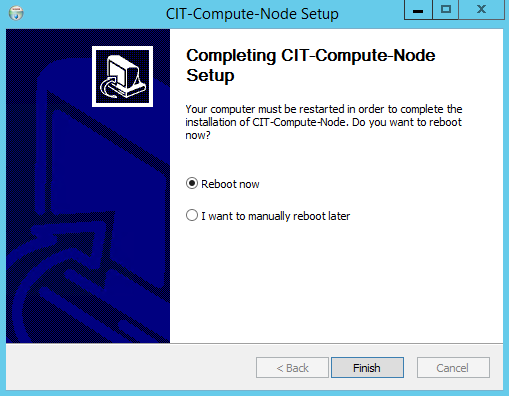 CIT-Compute-Node Setup
Completing CIT-Compute-Node
Setup
Your computer must be restarted in order to complete the
installation of CIT-Compute-Node. Do you want to reboot
now?
Reboot now
I want to manually reboot later
< Back
Finish
Cancel